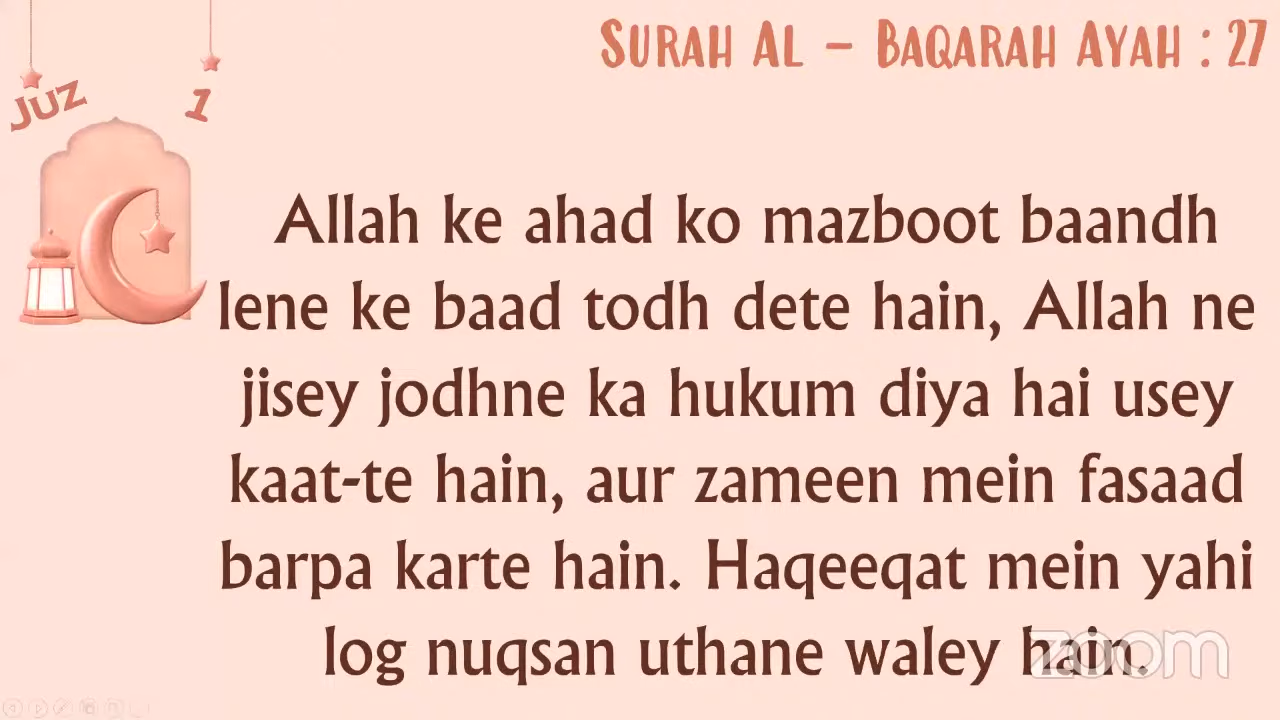 SURAH AL - BAQARAH AYAH : 27
JUZ 1
Allah ke ahad ko mazboot baandh
lene ke baad todh dete hain, Allah ne
jisey jodhne ka hukum diya hai usey
kaat-te hain, aur zameen mein fasaad
barpa karte hain. Haqeeqat mein yahi
log nuqsan uthane waley hain.
zoom